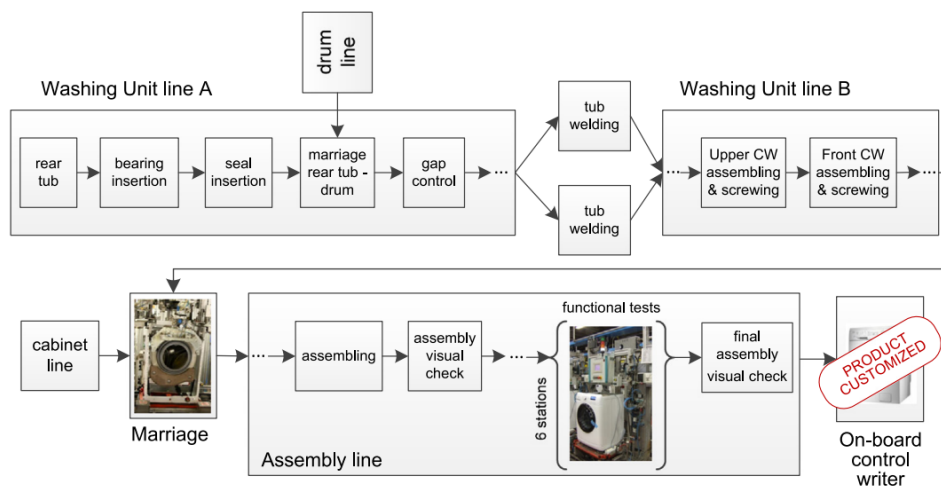 drum
line
Washing Unit line A
rear
tub
bearing
insertion
seal
insertion
marriage
rear tub -
drum
gap
control
...
tub
welding
tub
welding
Washing Unit line B
...
Upper CW
assembling
& screwing
Front CW
assembling
& screwing
...
cabinet
line
Marriage
...
assembling
assembly
visual
check
...
6 stations
functional tests
final
assembly
visual check
Assembly line
PRODUCT
CUSTOMIZED
On-board
control
writer